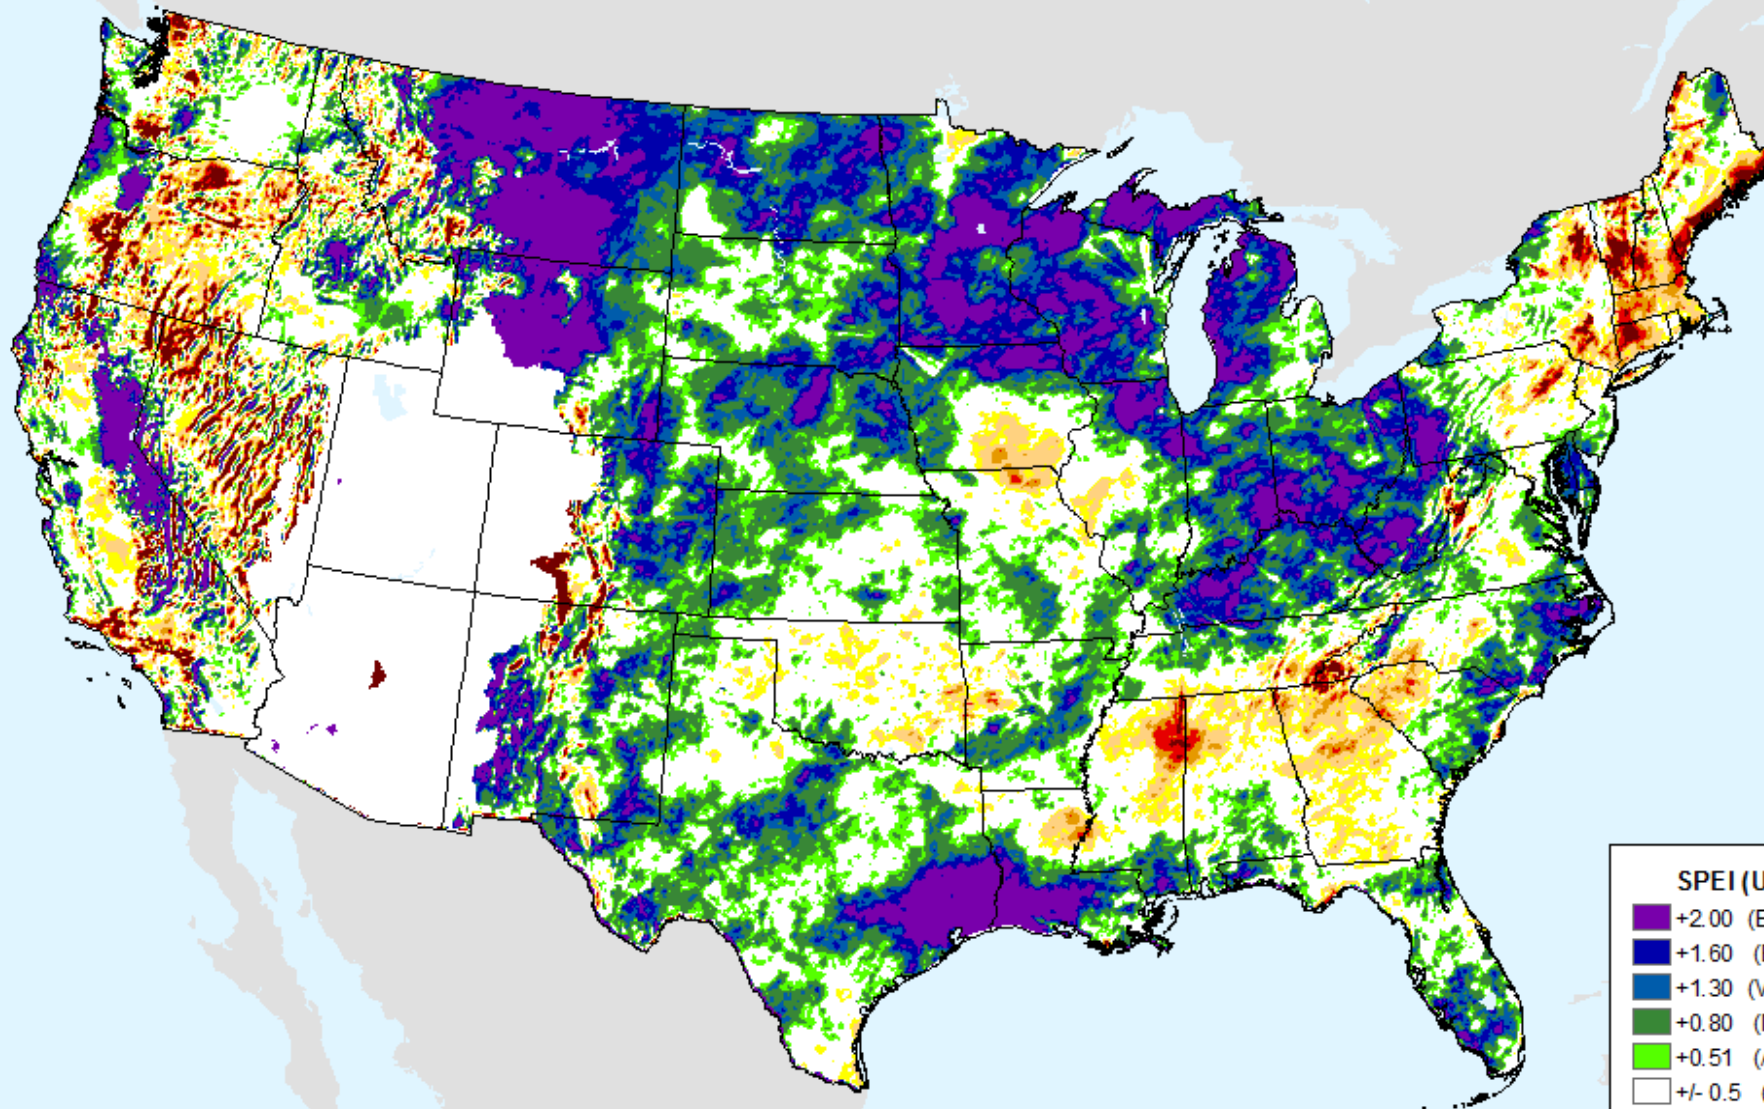 SPEI (U
+2.00 (E
+1.60 (
+1.30 (V
+0.80 (
+0.51 (
+/- 0.5 (